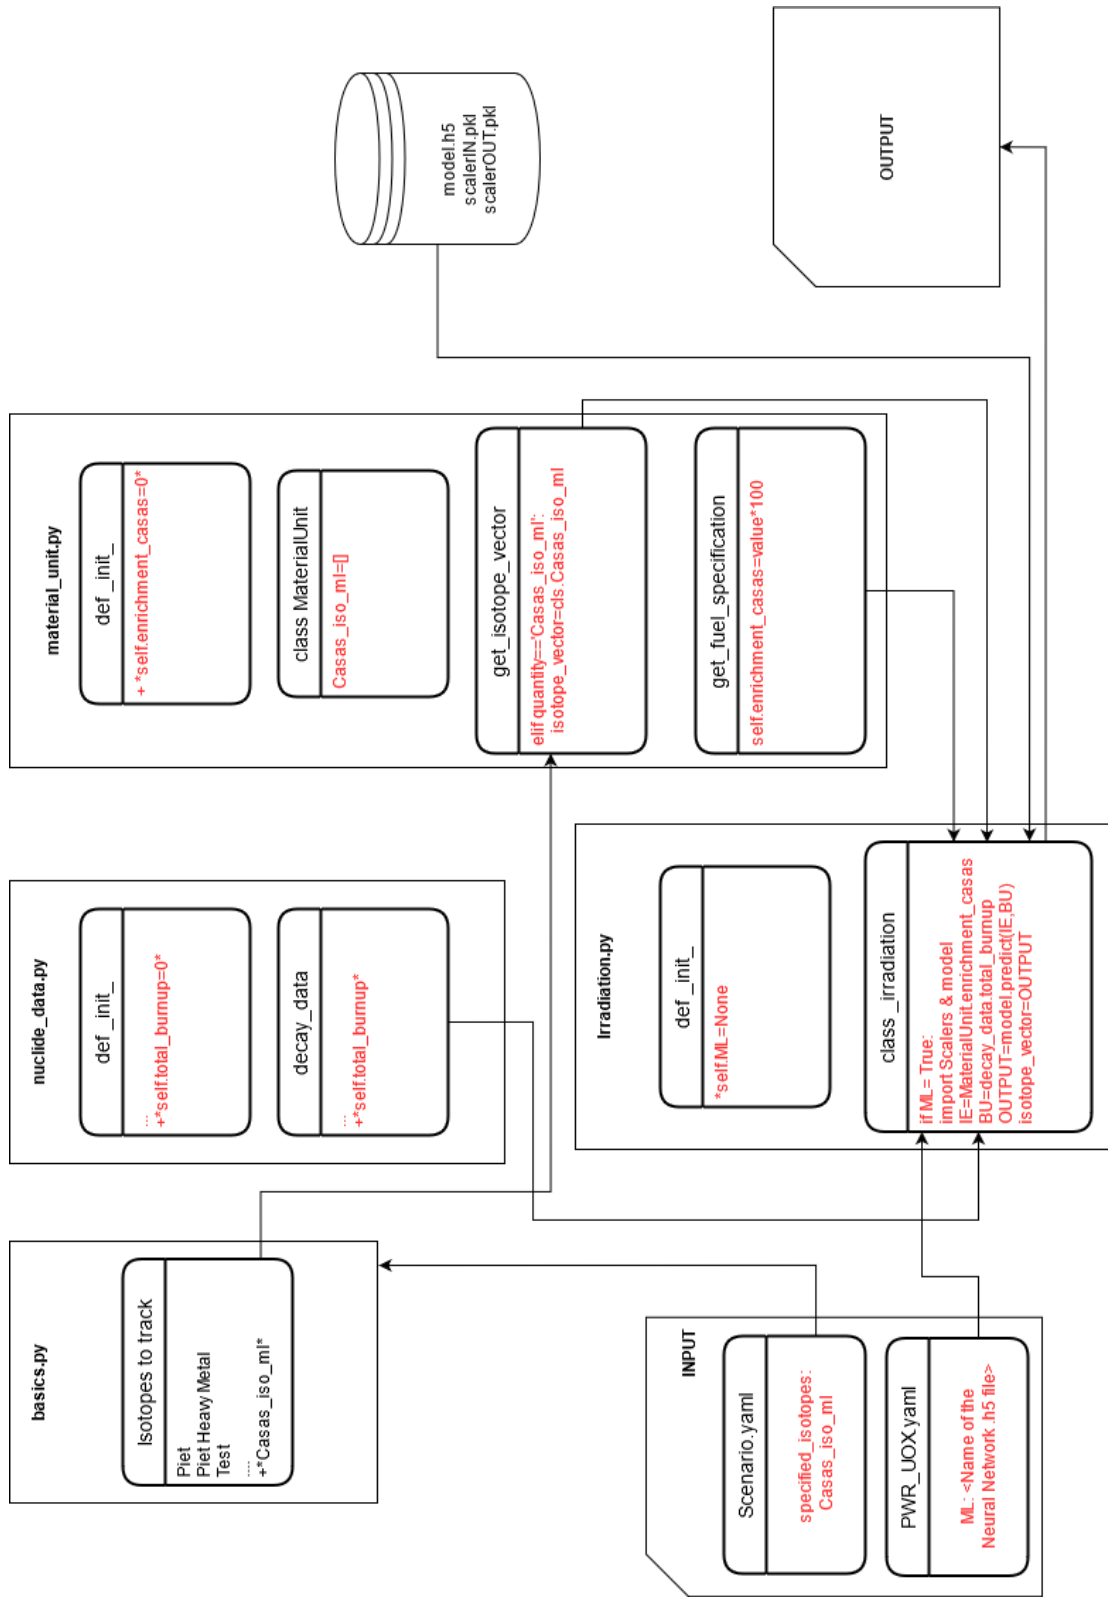 basics.py
Isotopes to track
Piet
Piet Heavy Metal
Test
....
+*Casas_iso_ml*
nuclide_data.py
def _init_
...
+*self.total_burnup=0*
decay_data
...
+*self.total_burnup*
material_unit.py
def _init_
+ *self.enrichment_casas=0*
class MaterialUnit
Casas_iso_ml=[]
get_isotope_vector
elif quantity=='Casas_iso_ml':
isotope_vector=cls.Casas_iso_ml
get_fuel_specification
self.enrichment_casas=value*100
model.h5
scalerIN.pkl
scalerOUT.pkl
INPUT
Scenario.yaml
specified_isotopes:
Casas_iso_ml
PWR_UOX.yaml
ML: <Name of the
Neural Network .h5 file>
Irradiation.py
def _init_
*self.ML=None
class _irradiation
if ML= True:
import Scalers & model
IE=MaterialUnit.enrichment_casas
BU=decay_data.total_burnup
OUTPUT=model.predict(IE,BU)
isotope_vector=OUTPUT
OUTPUT